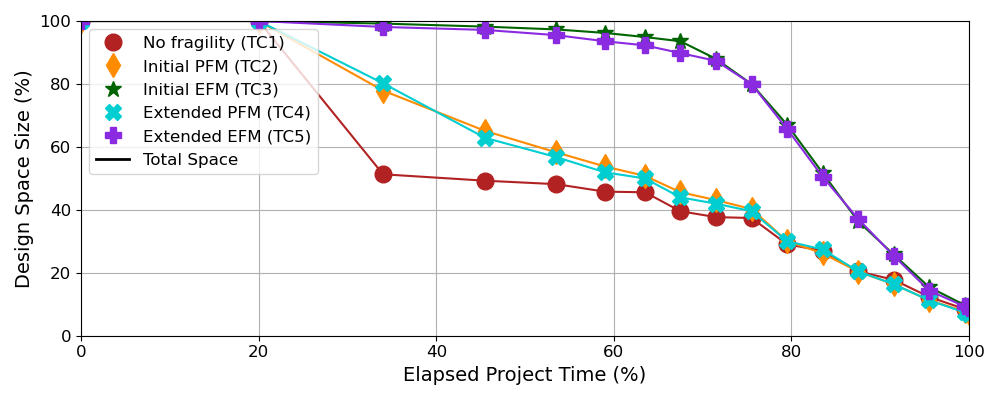 100
80
60
40
20
0
Design Space Size (%)
No fragility (TC1)
Initial PFM (TC2)
Initial EFM (TC3)
Extended PFM (TC4)
Extended EFM (TC5)
Total Space
0 20 40 60 80 100
Elapsed Project Time (%)